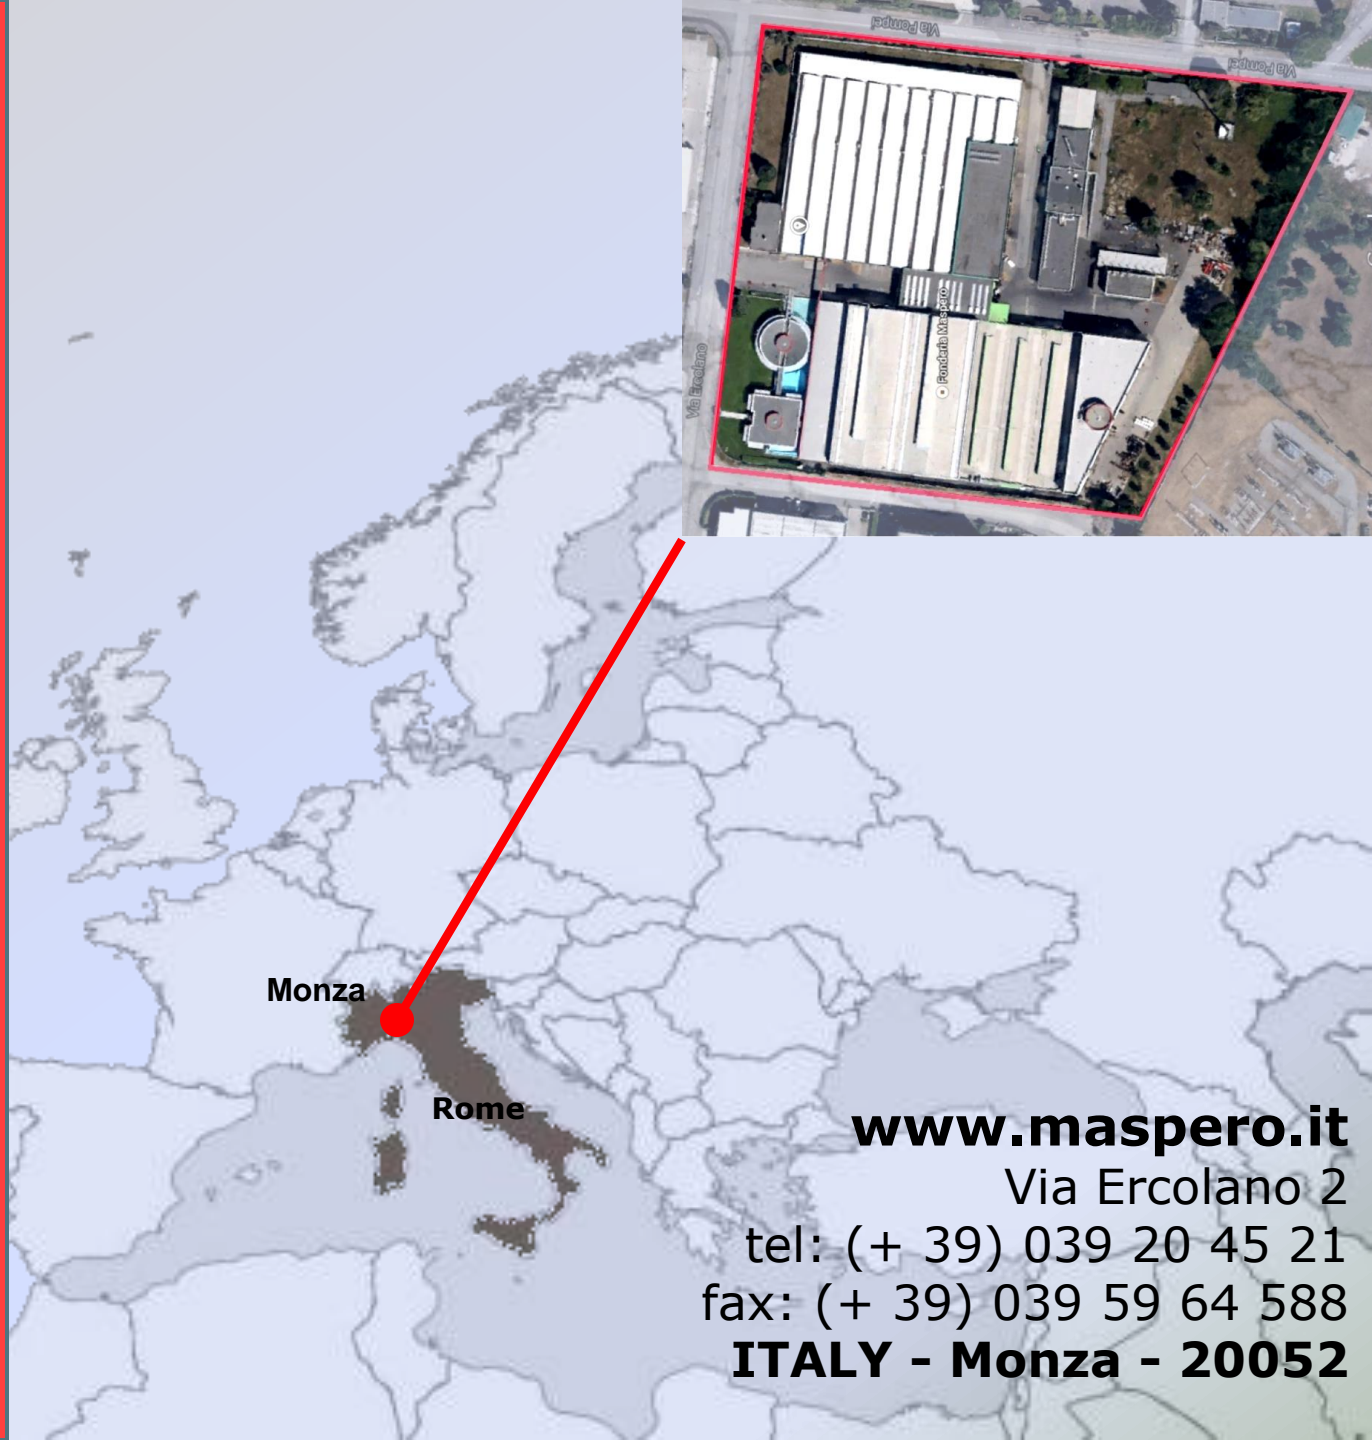 Via Pompei
Via Pompei
Via Ercolano
Fonderia Maspero
Monza
Rome
www.maspero.it
Via Ercolano 2
tel: (+ 39) 039 20 45 21
fax: (+ 39) 039 59 64 588
ITALY - Monza - 20052